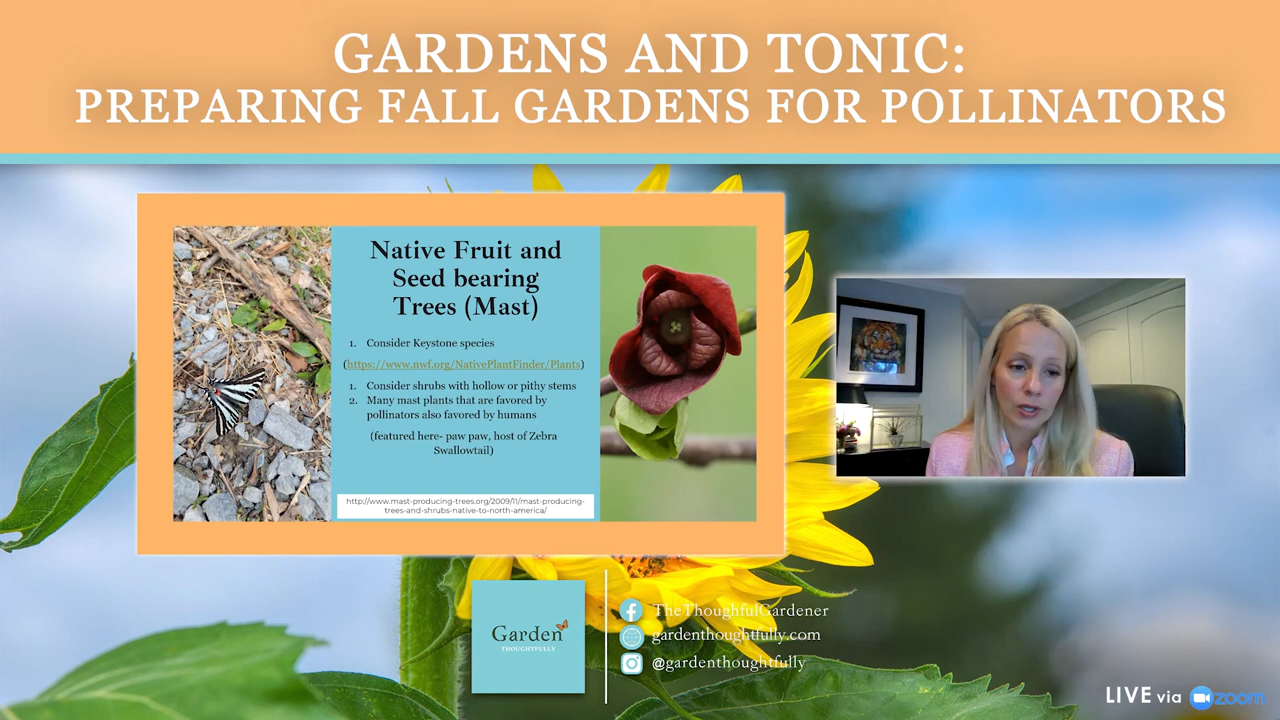 GARDENS AND TONIC:
PREPARING FALL GARDENS FOR POLLINATORS
Native Fruit and
Seed bearing
Trees (Mast)
1. Consider Keystone species
(https://www.nwf.org/NativePlantFinder/Plants)
1. Consider shrubs with hollow or pithy stems
2. Many mast plants that are favored by
pollinators also favored by humans
(featured here- paw paw, host of Zebra
Swallowtail)
http://www.mast-producing-trees.org/2009/11/mast-producing-
trees-and-shrubs-native-to-north-america/
Garden
THOUGHTFULLY
TheThoughfulGardener
gardenthoughtfully.com
@gardenthoughtfully
LIVE via zoom